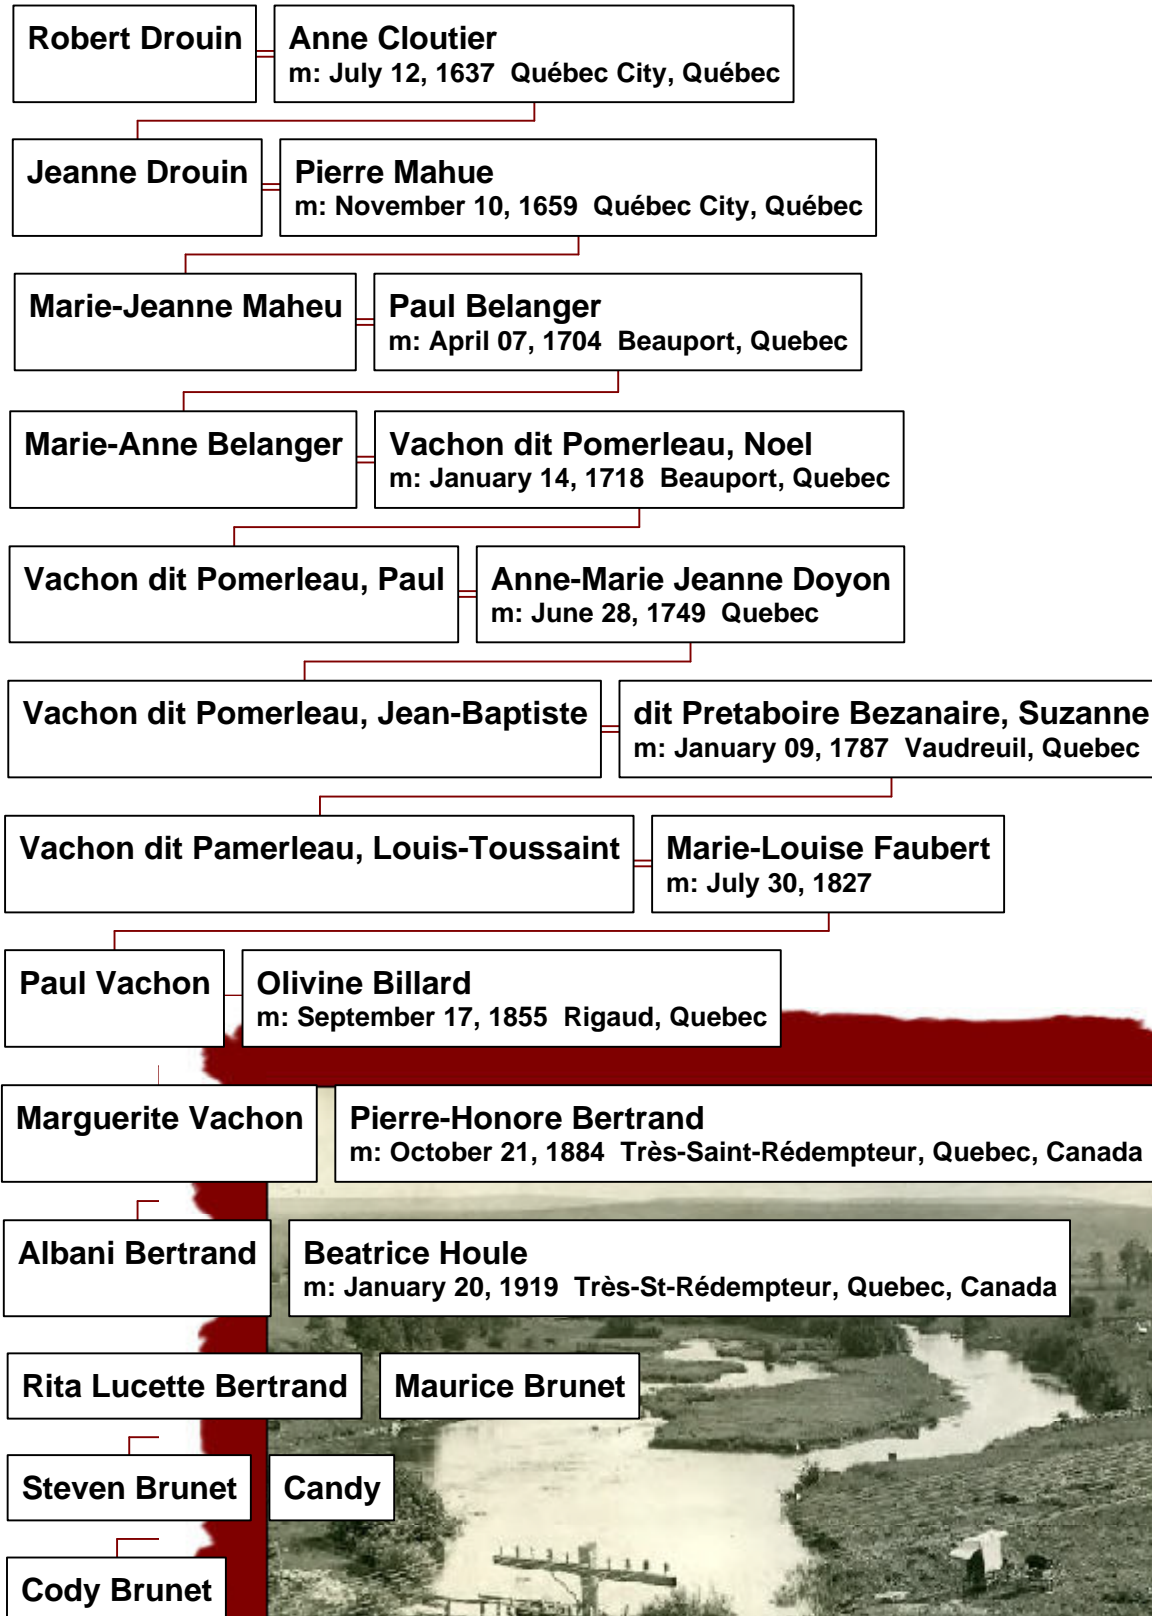 Robert Drouin
Anne Cloutier
m: July 12, 1637 Québec City, Québec
Jeanne Drouin
Pierre Mahue
m: November 10, 1659 Québec City, Québec
Marie-Jeanne Maheu
Paul Belanger
m: April 07, 1704 Beauport, Quebec
Marie-Anne Belanger
Vachon dit Pomerleau, Noel
m: January 14, 1718 Beauport, Quebec
Vachon dit Pomerleau, Paul
Anne-Marie Jeanne Doyon
m: June 28, 1749 Quebec
Vachon dit Pomerleau, Jean-Baptiste
dit Pretaboire Bezanaire, Suzanne
m: January 09, 1787 Vaudreuil, Quebec
Vachon dit Pamerleau, Louis-Toussaint
Marie-Louise Faubert
m: July 30, 1827
Paul Vachon
Olivine Billard
m: September 17, 1855 Rigaud, Quebec
Marguerite Vachon
Pierre-Honore Bertrand
m: October 21, 1884 Très-Saint-Rédempteur, Quebec, Canada
Albani Bertrand
Beatrice Houle
m: January 20, 1919 Très-St-Rédempteur, Quebec, Canada
Rita Lucette Bertrand
Maurice Brunet
Steven Brunet
Candy
Cody Brunet